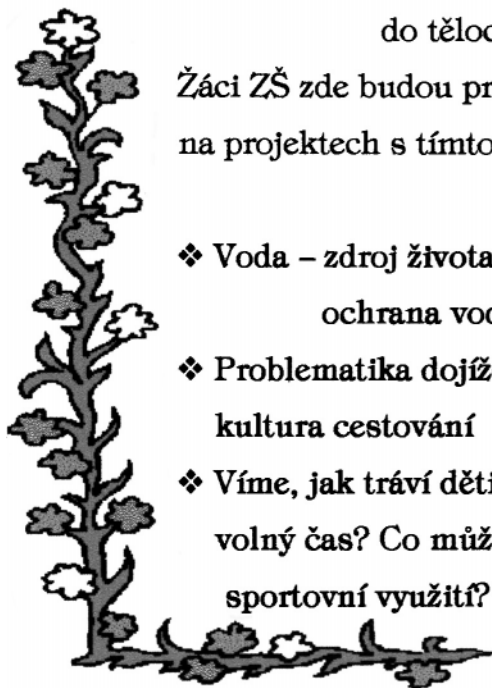 do těloc
Žáci ZŠ zde budou pr
na projektech s tímto
❖ Voda – zdroj života
ochrana vod
❖ Problematika dojíž
kultura cestování
❖ Víme, jak tráví děti
volný čas? Co můž
sportovní využití?